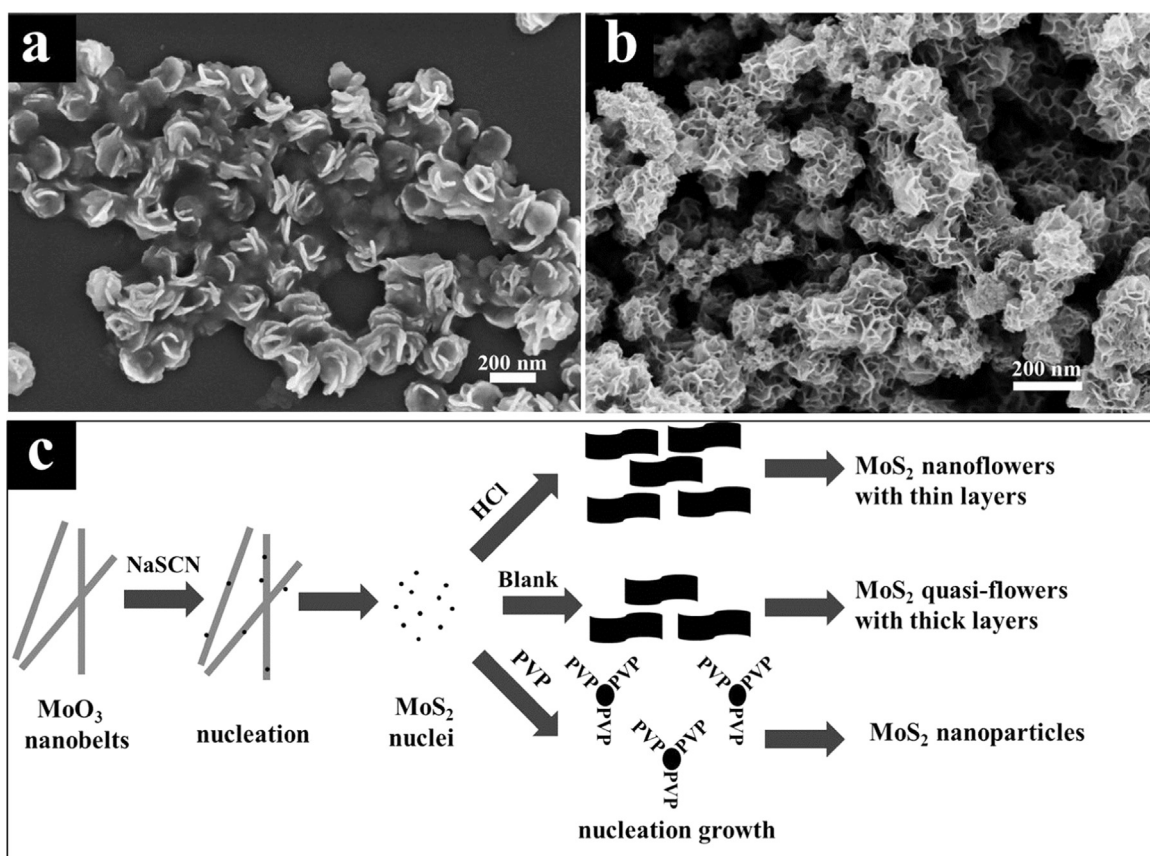 a
b
200 nm
200 nm
c
NaSCN
HCl
Blank
PVP
MoO₃
nanobelts
nucleation
MoS₂
nuclei
PVP PVP
PVP
PVP PVP
PVP
PVP PVP
PVP
nucleation growth
MoS₂ nanoflowers
with thin layers
MoS₂ quasi-flowers
with thick layers
MoS₂ nanoparticles